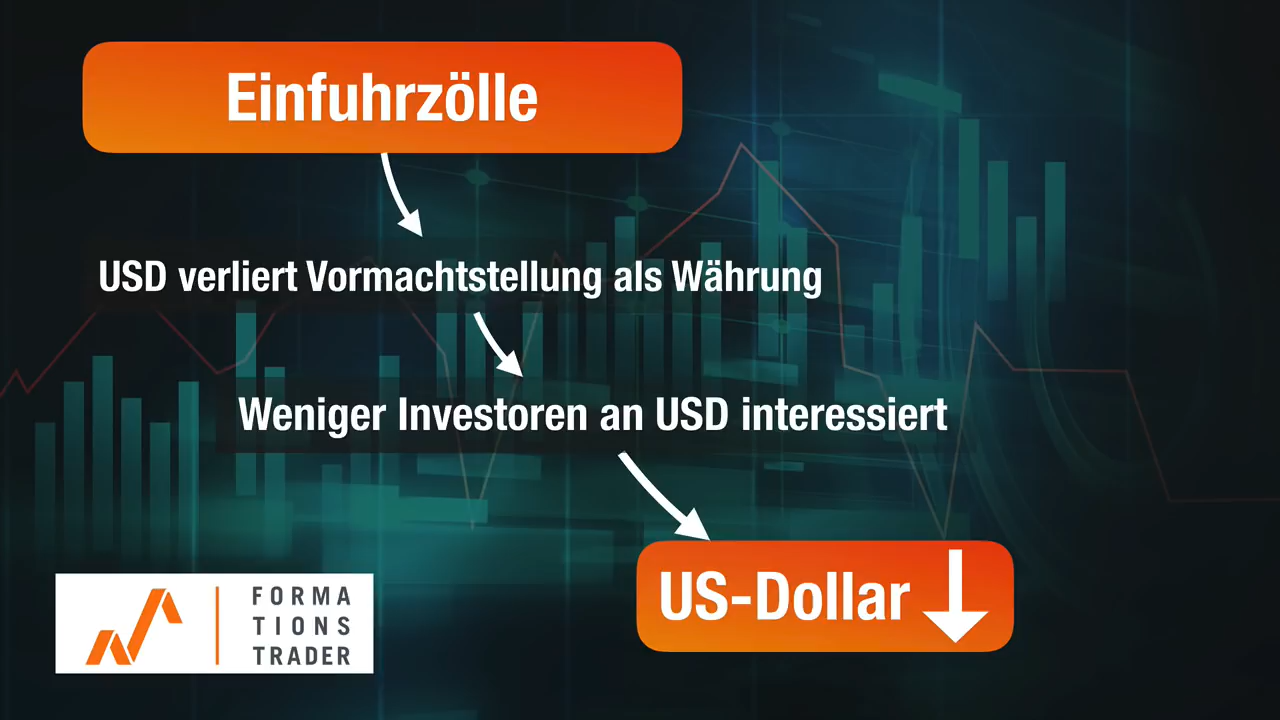 Einfuhrzölle
USD verliert Vormachtstellung als Währung
Weniger Investoren an USD interessiert
US-Dollar
FORMA
TIONS
TRADER